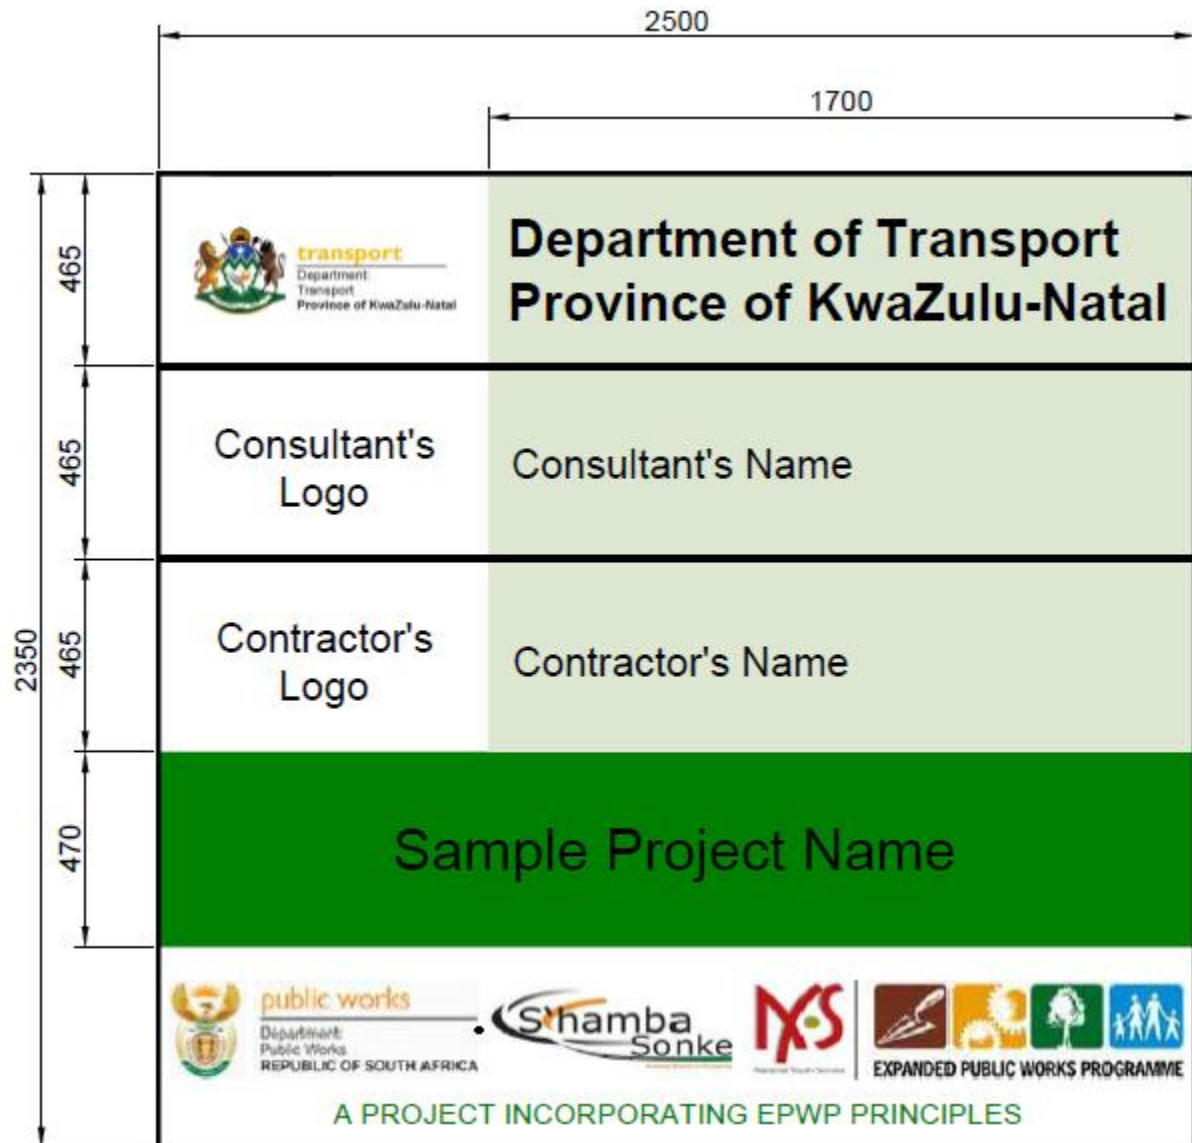 2500
1700
2350
465
transport
Department:
Transport
Province of KwaZulu-Natal
Department of Transport
Province of KwaZulu-Natal
465
Consultant's
Logo
Consultant's Name
465
Contractor's
Logo
Contractor's Name
470
Sample Project Name
public works
Department:
Public Works
REPUBLIC OF SOUTH AFRICA
S'hamba
Sonke
NYS
EXPANDED PUBLIC WORKS PROGRAMME
A PROJECT INCORPORATING EPWP PRINCIPLES